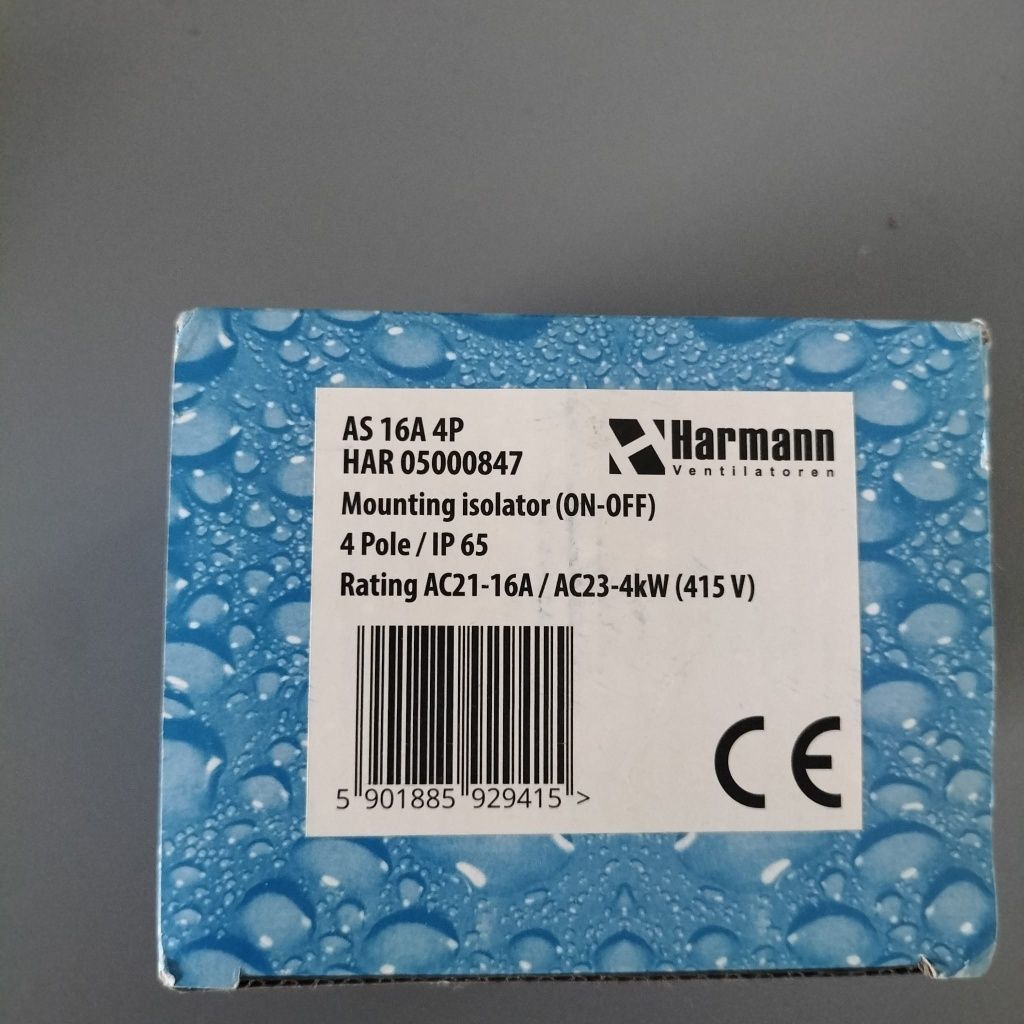 AS 16A 4P
HAR 05000847
Harmann
Ventilatoren
Mounting isolator (ON-OFF)
4 Pole / IP 65
Rating AC21-16A / AC23-4kW (415 V)
5 901885 929415 >
CE